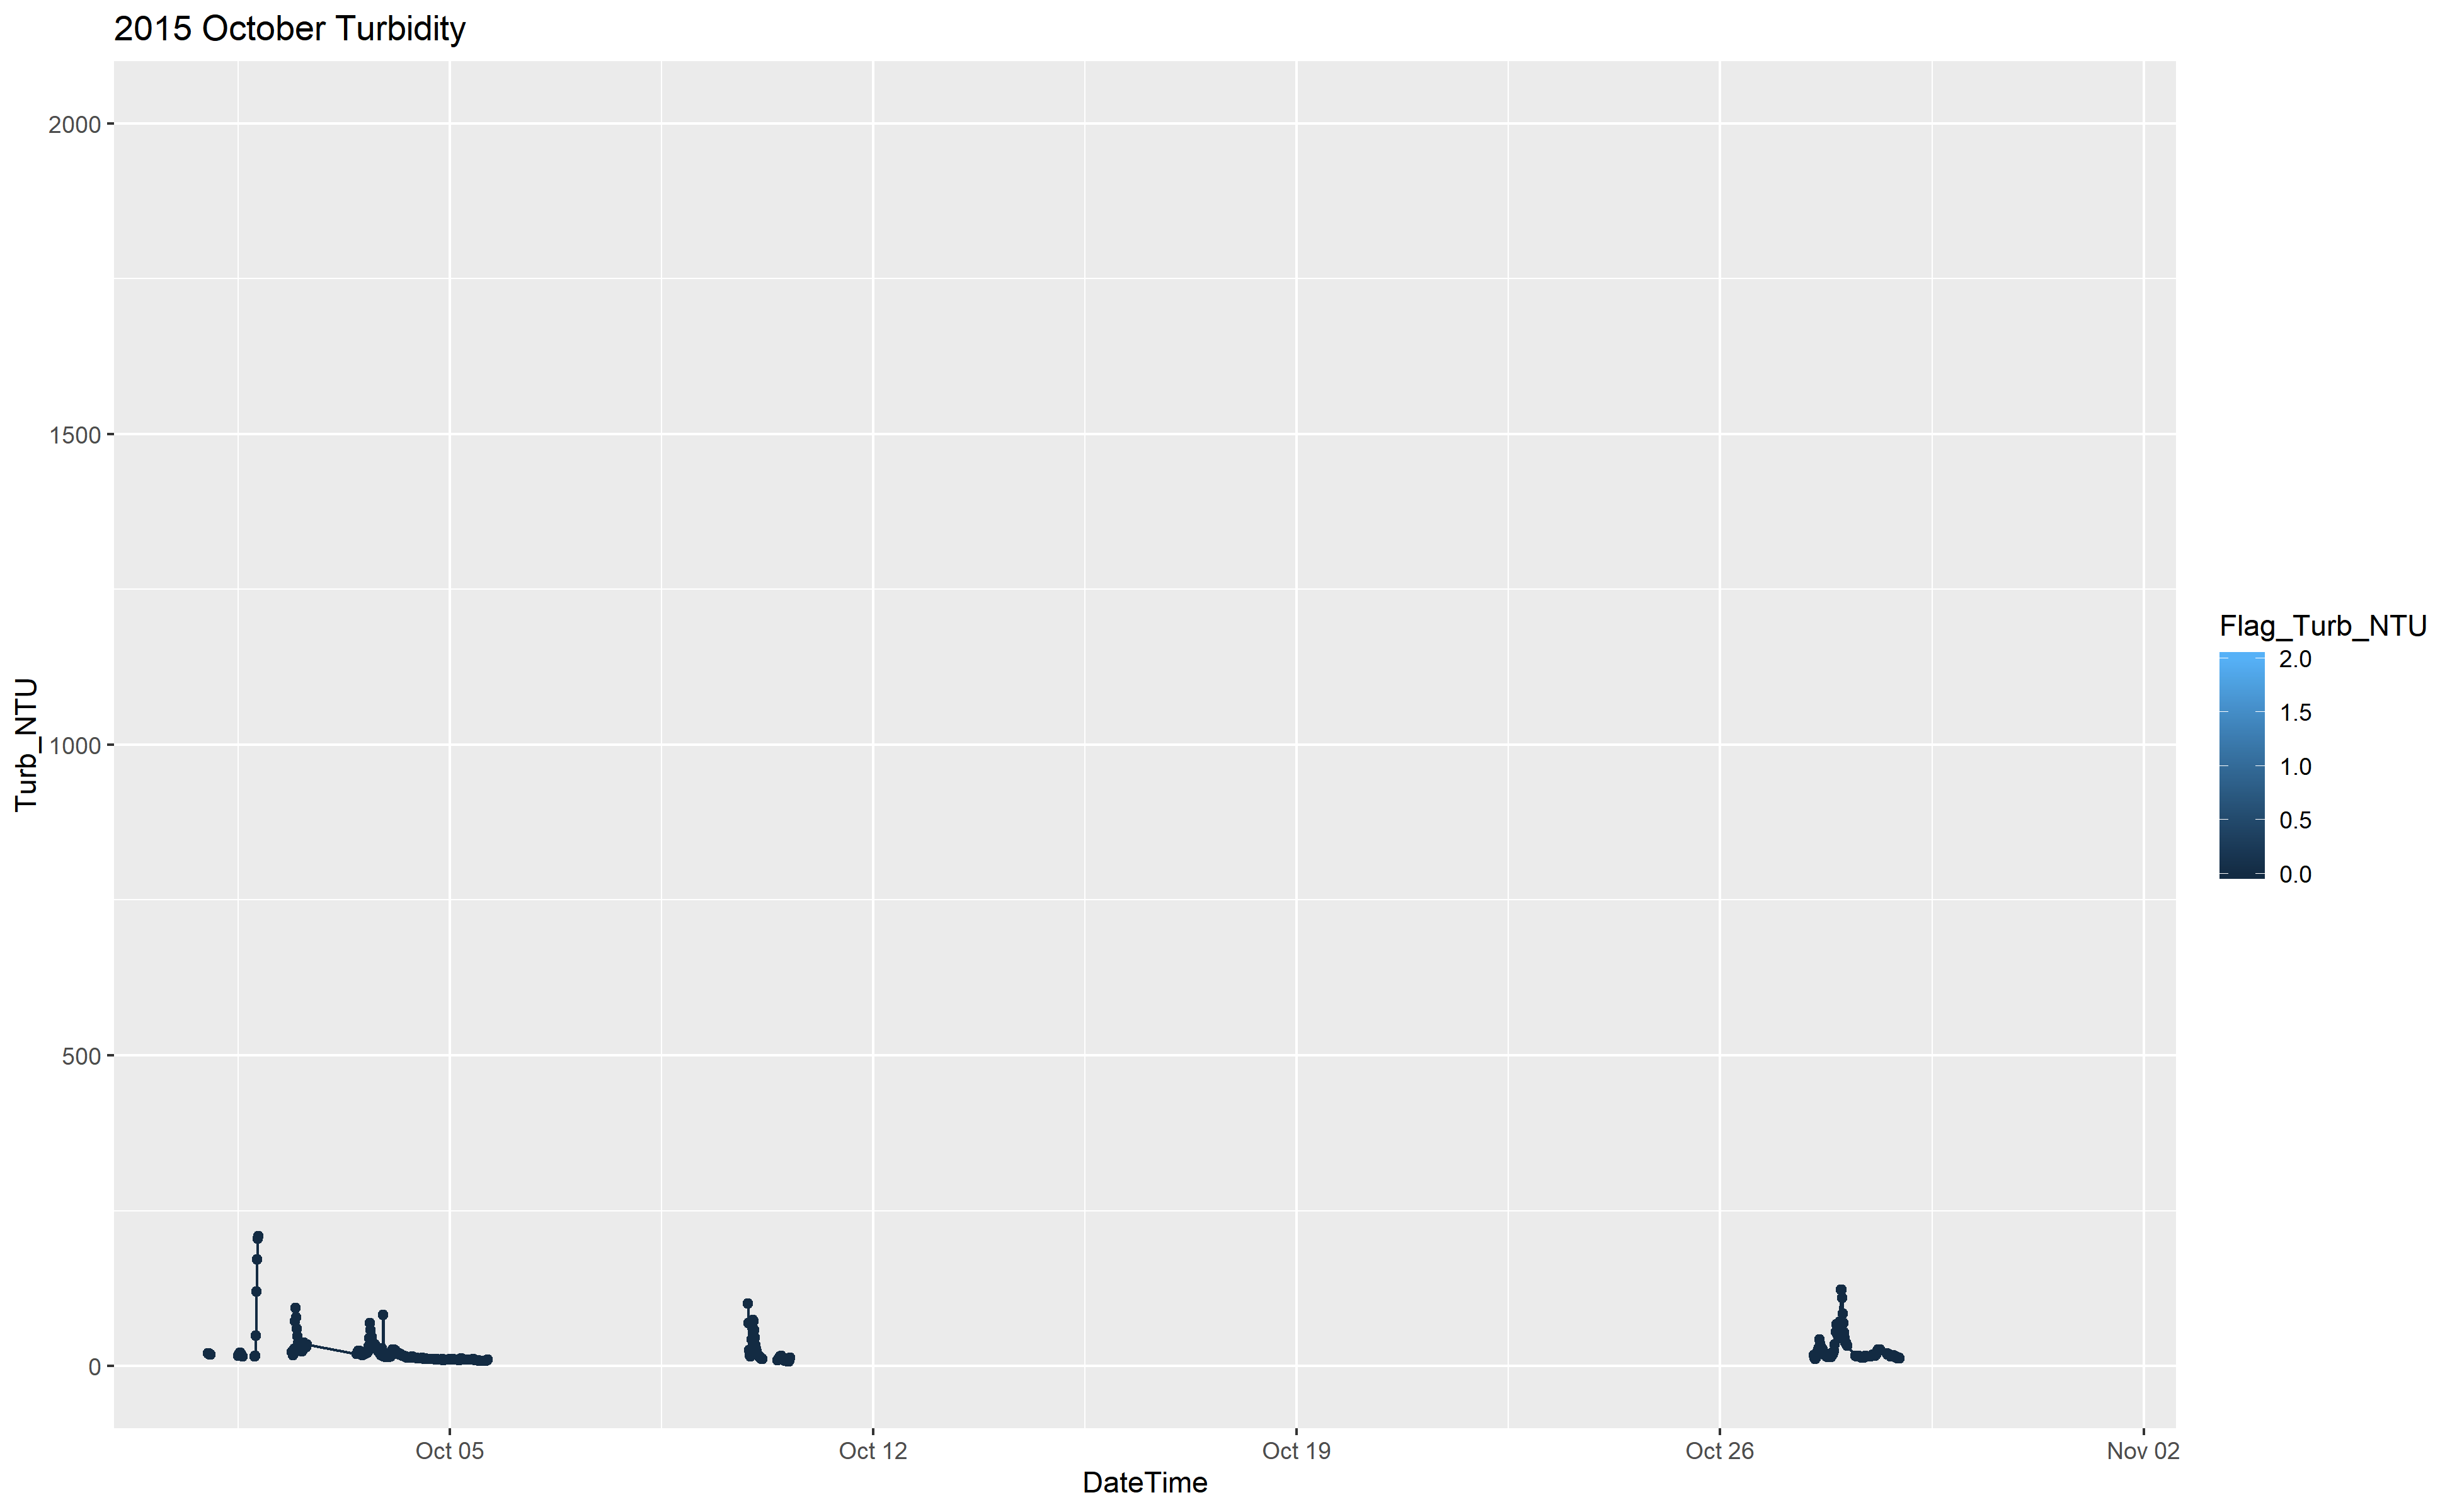 2015 October Turbidity
2000
1500
1000
500
0
Turb_NTU
Oct 05
Oct 12
Oct 19
Oct 26
Nov 02
DateTime
Flag_Turb_NTU
2.0
1.5
1.0
0.5
0.0